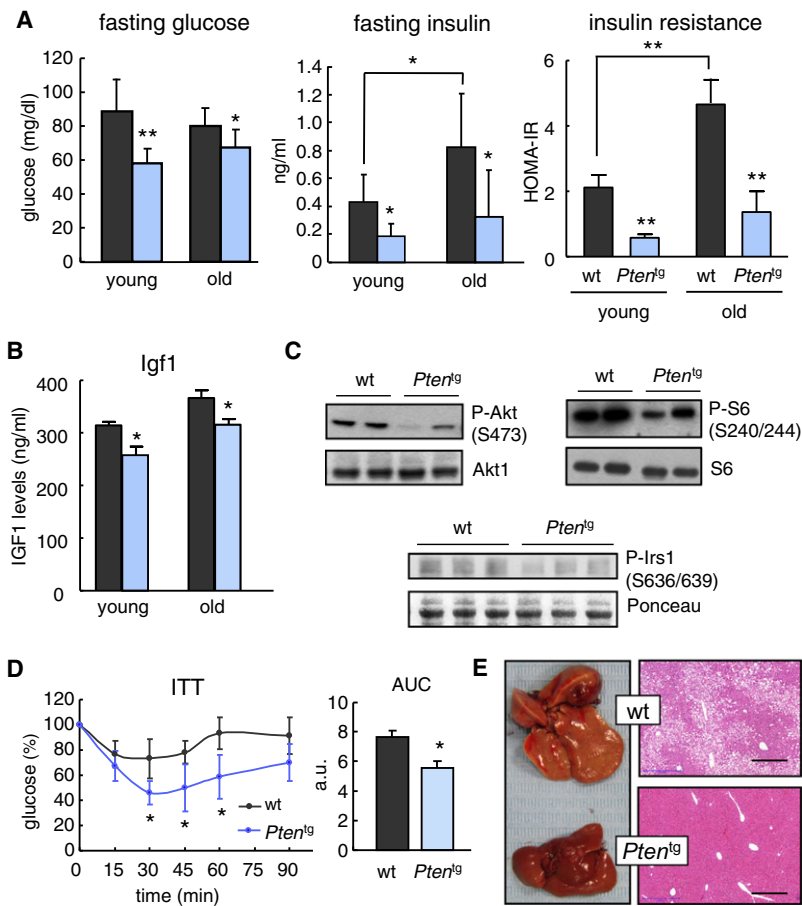 A
fasting glucose
glucose (mg/dl)
120
100
80
60
40
20
0
**
*
young
old
fasting insulin
ng/ml
1.4
1.2
1.0
0.8
0.6
0.4
0.2
0
*
*
*
young
old
insulin resistance
HOMA-IR
6
4
2
0
**
**
**
wt
Pten^tg
wt
Pten^tg
young
old
B
Igf1
IGF1 levels (ng/ml)
400
300
200
100
0
*
*
young
old
C
wt
Pten^tg
P-Akt
(S473)
Akt1
wt
Pten^tg
P-S6
(S240/244)
S6
wt
Pten^tg
P-Irs1
(S636/639)
Ponceau
D
ITT
glucose (%)
120
100
80
60
40
20
0
* * *
wt
Pten^tg
0 15 30 45 60 75 90
time (min)
AUC
a.u.
10
8
6
4
2
0
*
wt
Pten^tg
E
wt
Pten^tg